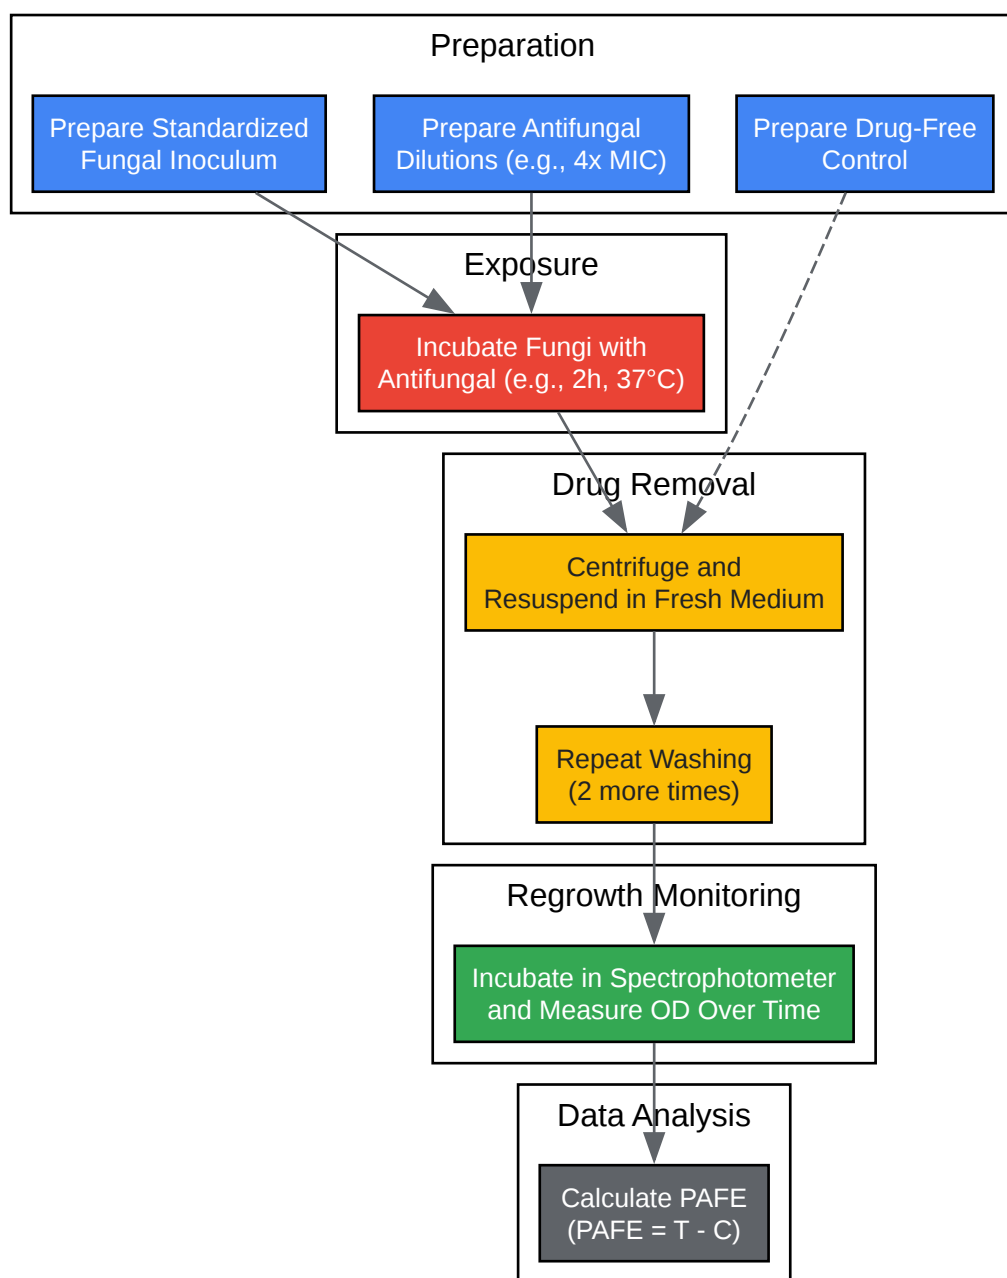 Preparation
Prepare Standardized
Fungal Inoculum
Prepare Antifungal
Dilutions (e.g., 4x MIC)
Prepare Drug-Free
Control
Exposure
Incubate Fungi with
Antifungal (e.g., 2h, 37°C)
Drug Removal
Centrifuge and
Resuspend in Fresh Medium
Repeat Washing
(2 more times)
Regrowth Monitoring
Incubate in Spectrophotometer
and Measure OD Over Time
Data Analysis
Calculate PAFE
(PAFE = T - C)